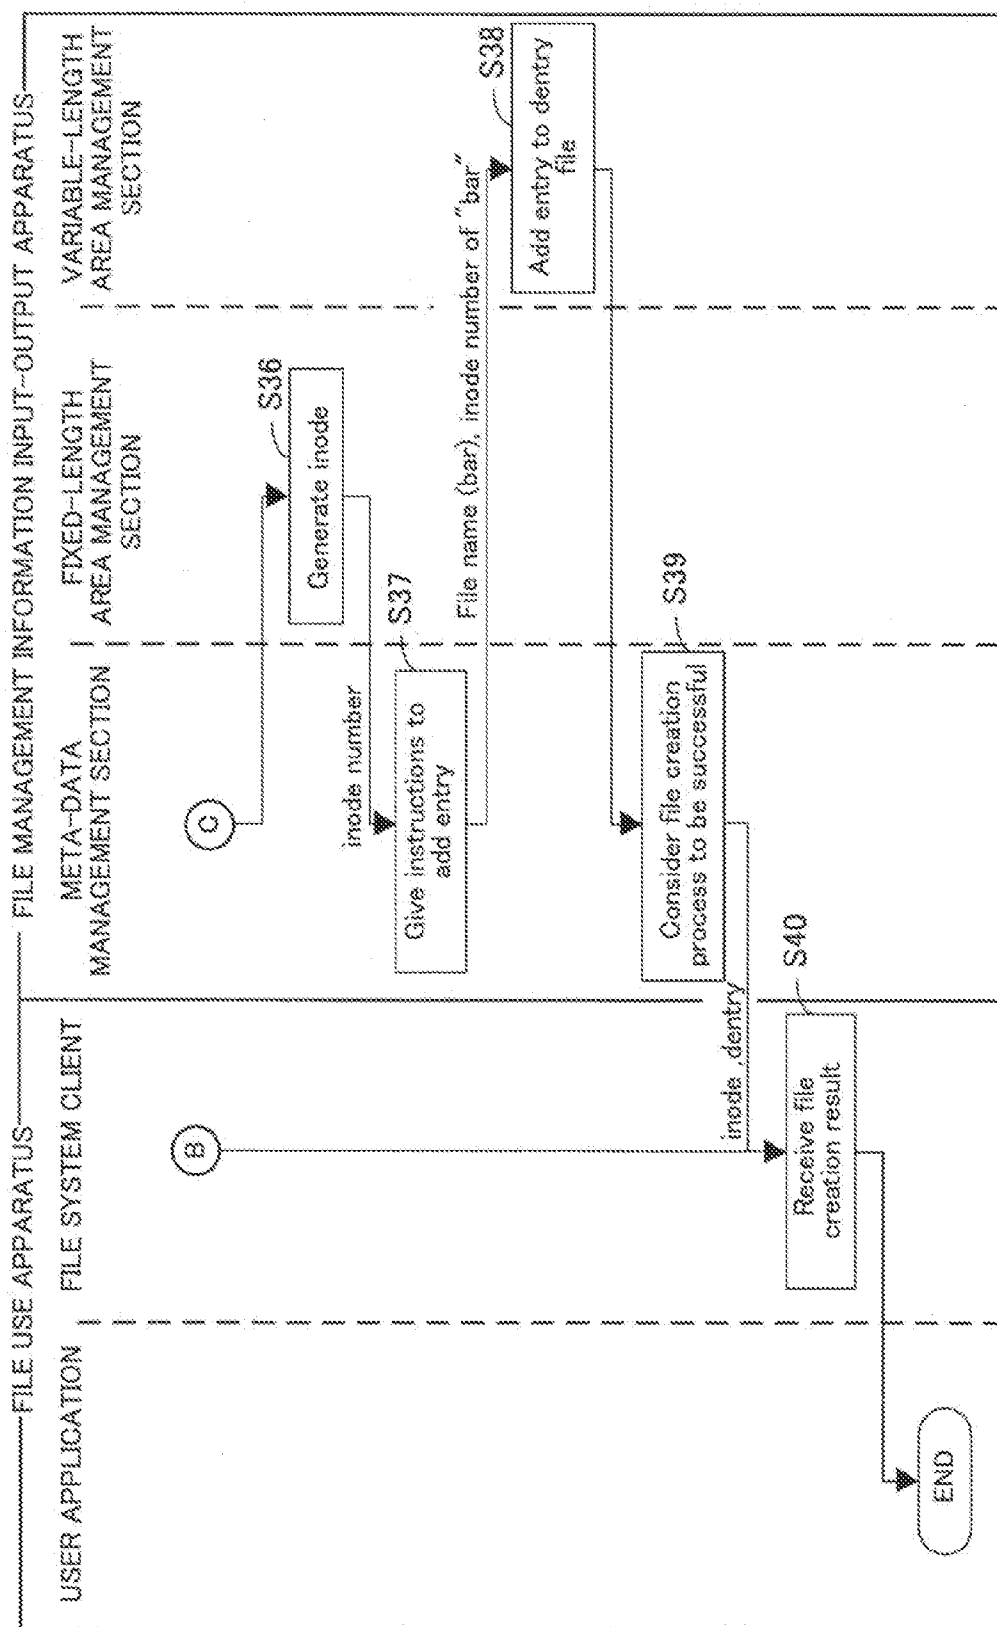 FILE USE APPARATUS
FILE MANAGEMENT INFORMATION INPUT-OUTPUT APPARATUS
USER APPLICATION
FILE SYSTEM CLIENT
META-DATA
MANAGEMENT SECTION
FIXED-LENGTH
AREA MANAGEMENT
SECTION
VARIABLE-LENGTH
AREA MANAGEMENT
SECTION
B
C
S36
Generate inode
inode number
S37
Give instructions to
add entry
File name (bar), inode number of "bar"
S38
Add entry to dentry
file
S39
Consider file creation
process to be successful
inode ,dentry
S40
Receive file
creation result
END